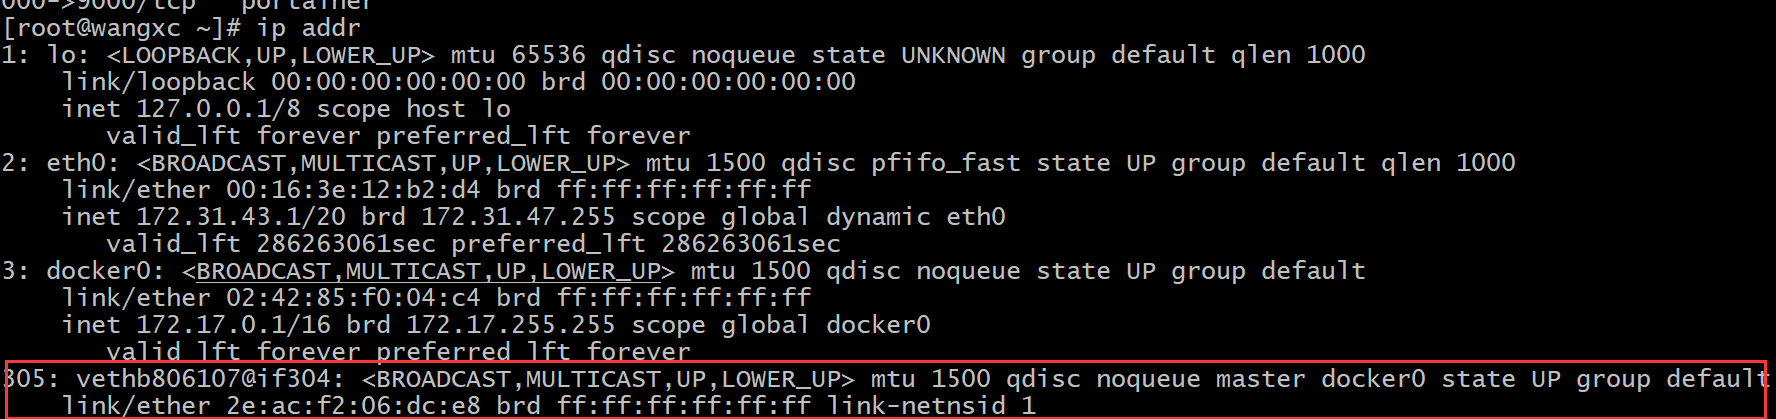 000->9000/tcp   portainer
[root@wangxc ~]# ip addr
1: lo: <LOOPBACK,UP,LOWER_UP> mtu 65536 qdisc noqueue state UNKNOWN group default qlen 1000
    link/loopback 00:00:00:00:00:00 brd 00:00:00:00:00:00
    inet 127.0.0.1/8 scope host lo
       valid_lft forever preferred_lft forever
2: eth0: <BROADCAST,MULTICAST,UP,LOWER_UP> mtu 1500 qdisc pfifo_fast state UP group default qlen 1000
    link/ether 00:16:3e:12:b2:d4 brd ff:ff:ff:ff:ff:ff
    inet 172.31.43.1/20 brd 172.31.47.255 scope global dynamic eth0
       valid_lft 286263061sec preferred_lft 286263061sec
3: docker0: <BROADCAST,MULTICAST,UP,LOWER_UP> mtu 1500 qdisc noqueue state UP group default
    link/ether 02:42:85:f0:04:c4 brd ff:ff:ff:ff:ff:ff
    inet 172.17.0.1/16 brd 172.17.255.255 scope global docker0
       valid_lft forever preferred_lft forever
305: vethb806107@if304: <BROADCAST,MULTICAST,UP,LOWER_UP> mtu 1500 qdisc noqueue master docker0 state UP group default
    link/ether 2e:ac:f2:06:dc:e8 brd ff:ff:ff:ff:ff:ff link-netnsid 1